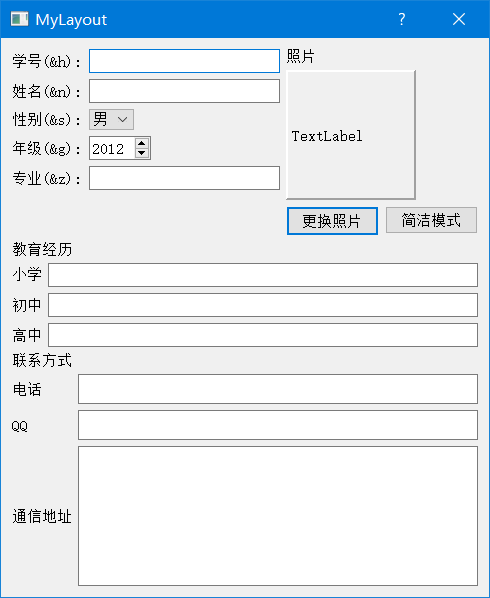 MyLayout
学号(&h)：
姓名(&n)：
性别(&s)： 男
年级(&g)： 2012
专业(&z)：
照片
TextLabel
更换照片 简洁模式
教育经历
小学
初中
高中
联系方式
电话
QQ
通信地址